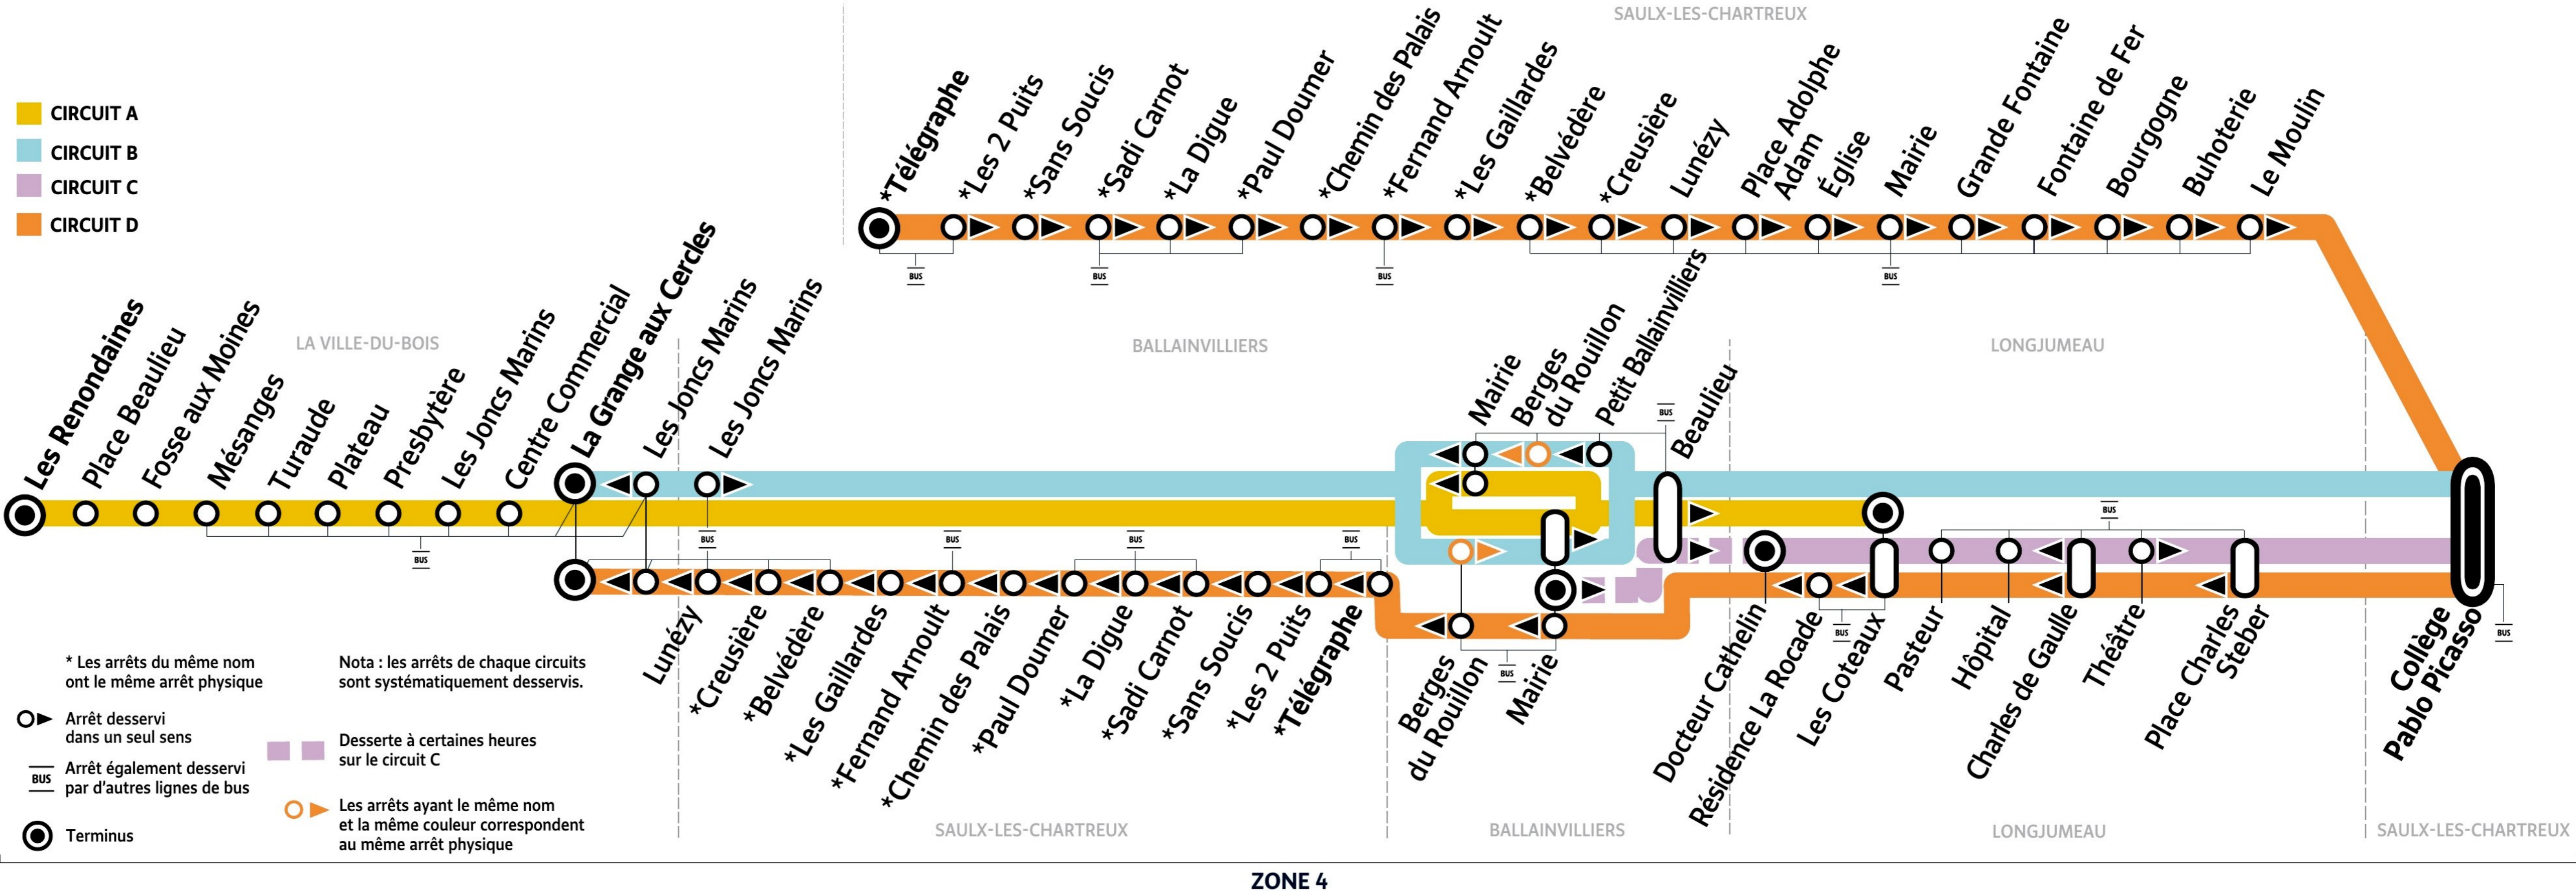 SAULX-LES-CHARTREUX
CIRCUIT A
CIRCUIT B
CIRCUIT C
CIRCUIT D
*Télégraphe
*Les 2 Puits
*Sans Soucis
*Sadi Carnot
*La Digue
*Paul Doumer
*Chemin des Palais
*Fernand Arnoult
*Les Gaillardes
*Belvédère
*Creusière
Lunézy
Place Adolphe
Adam
Église
Mairie
Grande Fontaine
Fontaine de Fer
Bourgogne
Buhoterie
Le Moulin
BUS
BUS
BUS
BUS
LA VILLE-DU-BOIS
BALLAINVILLIERS
LONGJUMEAU
Les Renondaines
Place Beaulieu
Fosse aux Moines
Mésanges
Turaude
Plateau
Presbytère
Les Joncs Marins
Centre Commercial
La Grange aux Cercles
Les Joncs Marins
Les Joncs Marins
Mairie
Berges
du Rouillon
Petit Ballainvilliers
BUS
Beaulieu
BUS
BUS
BUS
BUS
BUS
BUS
Lunézy
*Creusière
*Belvédère
*Les Gaillardes
*Fernand Arnoult
*Chemin des Palais
*Paul Doumer
*La Digue
*Sadi Carnot
*Sans Soucis
*Les 2 Puits
*Télégraphe
Berges
du Rouillon
BUS
Mairie
Docteur Cathelin
Résidence La Rocade
BUS
Les Coteaux
Pasteur
Hôpital
Charles de Gaulle
Théâtre
Place Charles
Steber
Collège
Pablo Picasso
BUS
* Les arrêts du même nom
ont le même arrêt physique
Nota : les arrêts de chaque circuits
sont systématiquement desservis.
Arrêt desservi
dans un seul sens
Desserte à certaines heures
sur le circuit C
BUS
Arrêt également desservi
par d'autres lignes de bus
Les arrêts ayant le même nom
et la même couleur correspondent
au même arrêt physique
Terminus
SAULX-LES-CHARTREUX
BALLAINVILLIERS
LONGJUMEAU
SAULX-LES-CHARTREUX
ZONE 4